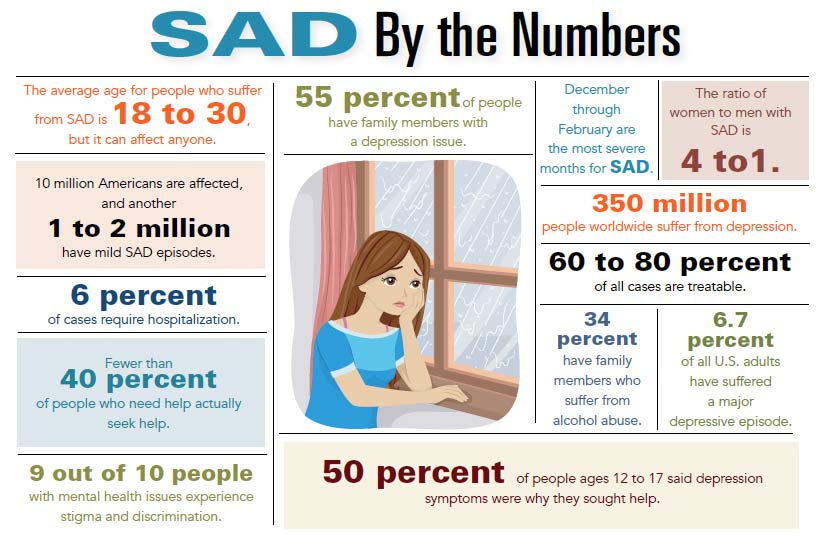 SAD By the Numbers
The average age for people who suffer
from SAD is 18 to 30,
but it can affect anyone.
10 million Americans are affected,
and another
1 to 2 million
have mild SAD episodes.
6 percent
of cases require hospitalization.
Fewer than
40 percent
of people who need help actually
seek help.
9 out of 10 people
with mental health issues experience
stigma and discrimination.
55 percent of people
have family members with
a depression issue.
December
through
February are
the most severe
months for SAD.
The ratio of
women to men with
SAD is
4 to1.
350 million
people worldwide suffer from depression.
60 to 80 percent
of all cases are treatable.
34
percent
have family
members who
suffer from
alcohol abuse.
6.7
percent
of all U.S. adults
have suffered
a major
depressive episode.
50 percent of people ages 12 to 17 said depression
symptoms were why they sought help.